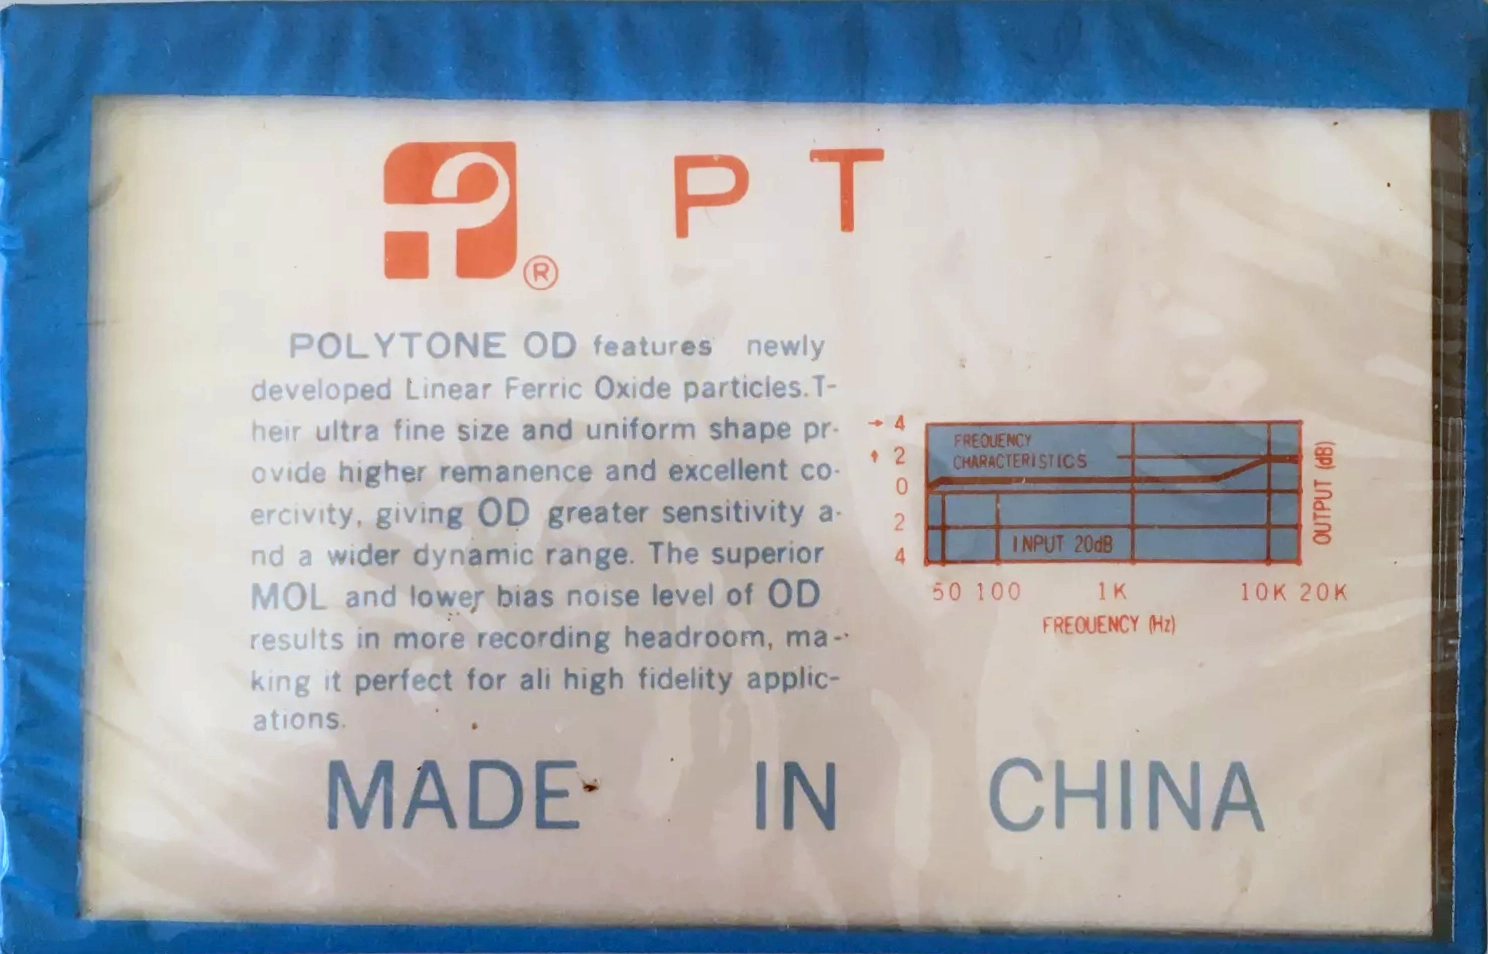 ® P T
POLYTONE OD features newly
developed Linear Ferric Oxide particles.T-
heir ultra fine size and uniform shape pr-
ovide higher remanence and excellent co-
ercivity, giving OD greater sensitivity a-
nd a wider dynamic range. The superior
MOL and lower bias noise level of OD
results in more recording headroom, ma-
king it perfect for ali high fidelity applic-
ations.
→ 4
↑ 2
0
2
4
FREQUENCY
CHARACTERISTICS
INPUT 20dB
OUTPUT (dB)
50 100 1K 10K 20K
FREQUENCY (Hz)
MADE IN CHINA